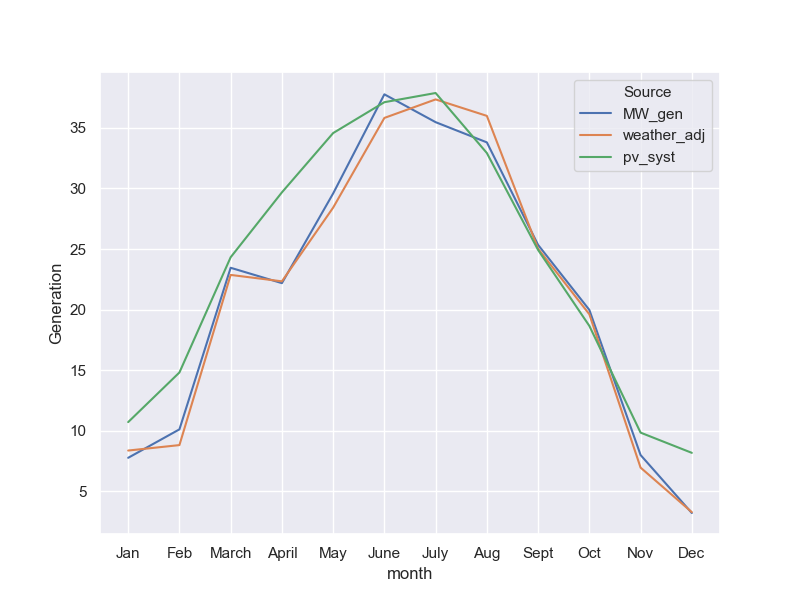 Source
MW_gen
weather_adj
pv_syst
35
30
25
20
15
10
5
Generation
Jan Feb March April May June July Aug Sept Oct Nov Dec
month